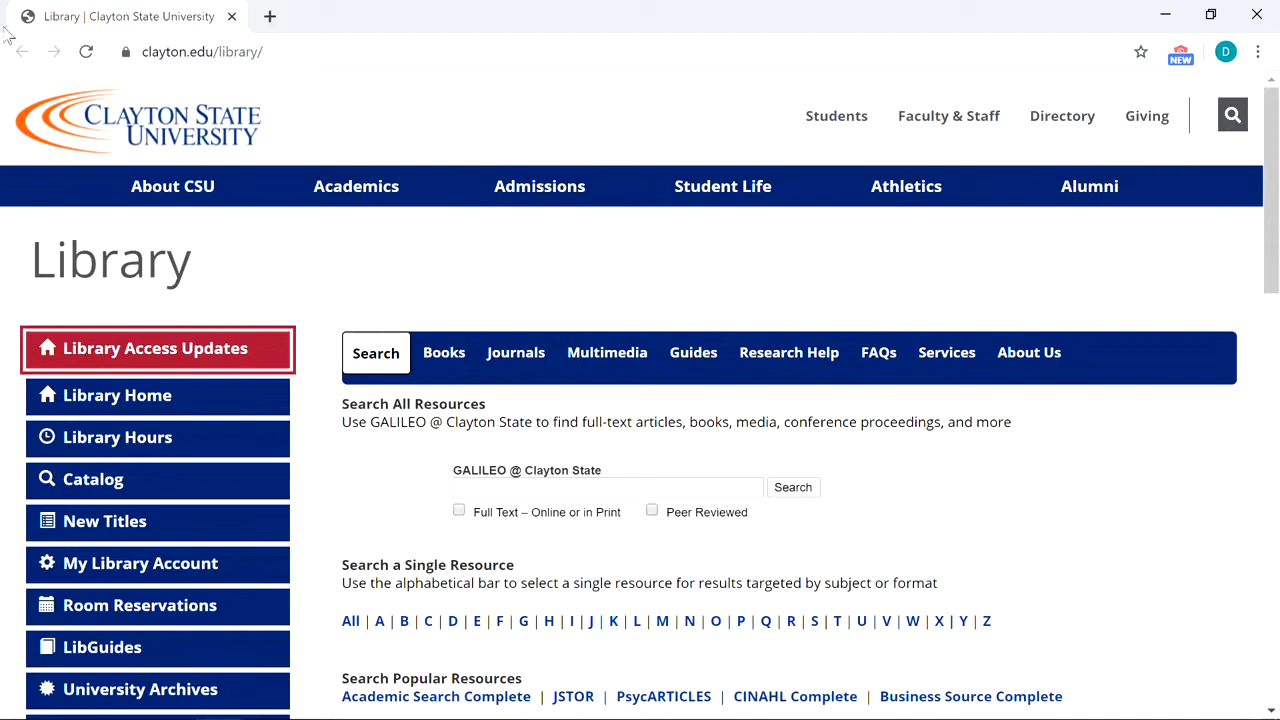 Library | Clayton State University
clayton.edu/library/
NEW
D
CLAYTON STATE
UNIVERSITY
Students Faculty & Staff Directory Giving
About CSU Academics Admissions Student Life Athletics Alumni
Library
Library Access Updates
Library Home
Library Hours
Catalog
New Titles
My Library Account
Room Reservations
LibGuides
University Archives
Search Books Journals Multimedia Guides Research Help FAQs Services About Us
Search All Resources
Use GALILEO @ Clayton State to find full-text articles, books, media, conference proceedings, and more
GALILEO @ Clayton State
Search
Full Text – Online or in Print Peer Reviewed
Search a Single Resource
Use the alphabetical bar to select a single resource for results targeted by subject or format
All | A | B | C | D | E | F | G | H | I | J | K | L | M | N | O | P | Q | R | S | T | U | V | W | X | Y | Z
Search Popular Resources
Academic Search Complete | JSTOR | PsycARTICLES | CINAHL Complete | Business Source Complete